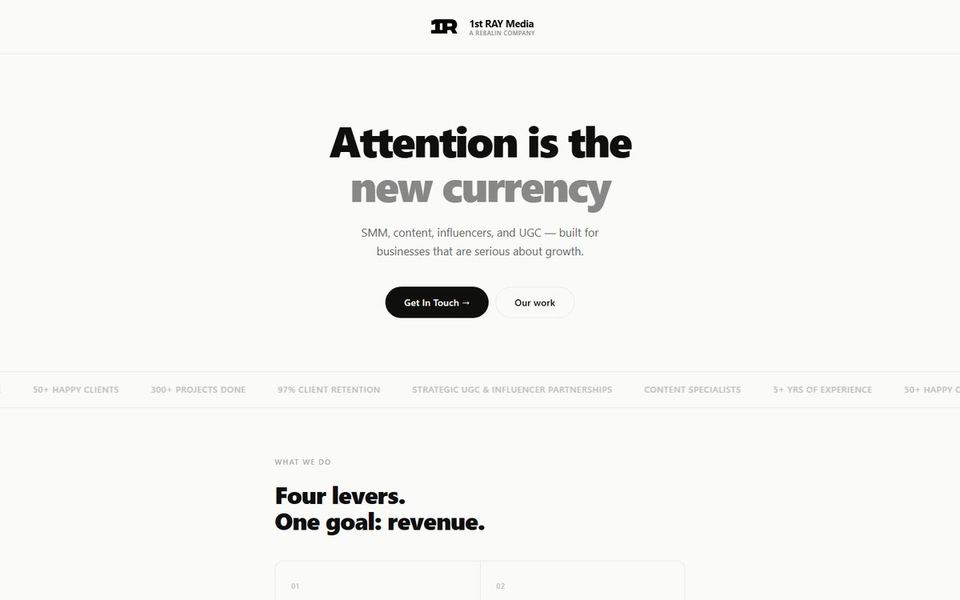 1R
1st RAY Media
A REBALIN COMPANY
Attention is the
new currency
SMM, content, influencers, and UGC — built for
businesses that are serious about growth.
Get In Touch →
Our work
50+ HAPPY CLIENTS 300+ PROJECTS DONE 97% CLIENT RETENTION STRATEGIC UGC & INFLUENCER PARTNERSHIPS CONTENT SPECIALISTS 5+ YRS OF EXPERIENCE 50+ HAPPY C
WHAT WE DO
Four levers.
One goal: revenue.
01
02